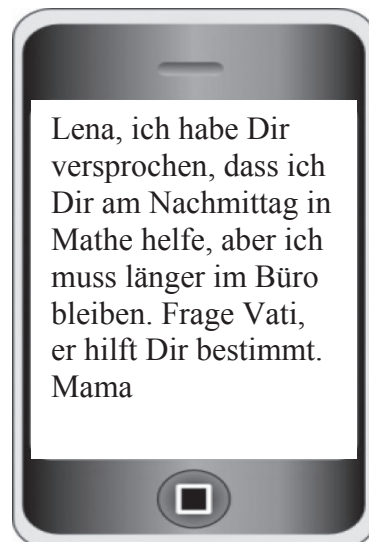 Lena, ich habe Dir
versprochen, dass ich
Dir am Nachmittag in
Mathe helfe, aber ich
muss länger im Büro
bleiben. Frage Vati,
er hilft Dir bestimmt.
Mama